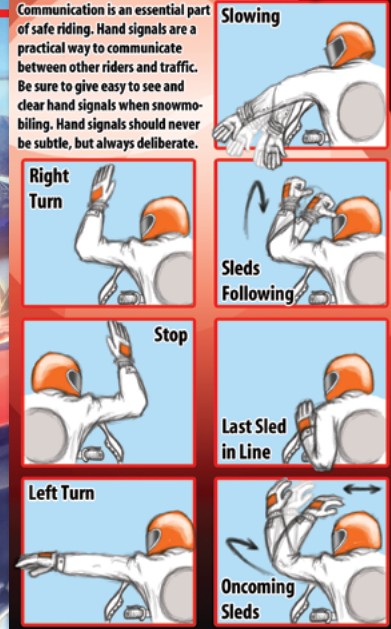 Communication is an essential part
of safe riding. Hand signals are a
practical way to communicate
between other riders and traffic.
Be sure to give easy to see and
clear hand signals when snowmo-
biling. Hand signals should never
be subtle, but always deliberate.
Slowing
Right
Turn
Sleds
Following
Stop
Last Sled
in Line
Left Turn
Oncoming
Sleds